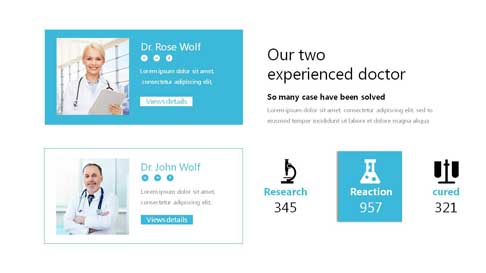 Dr. Rose Wolf
Lorem ipsum dolor sit amet,
consectetur adipiscing elit,
Views details
Our two
experienced doctor
So many case have been solved
Lorem ipsum dolor sit amet, consectetur adipiscing elit, sed to
eiusmod tempor incididunt ut labore et dolore magna aliqua
Dr. John Wolf
Lorem ipsum dolor sit amet,
consectetur adipiscing elit,
Views details
Research
345
Reaction
957
cured
321